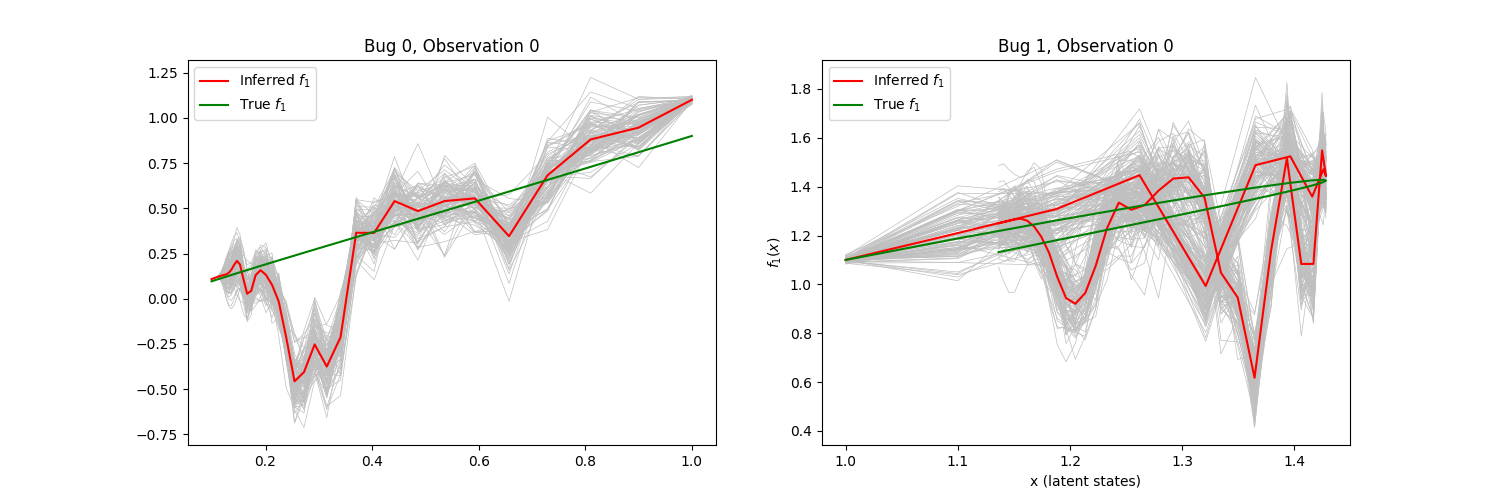 Bug 0, Observation 0
Inferred f₁
True f₁
1.25
1.00
0.75
0.50
0.25
0.00
−0.25
−0.50
−0.75
0.2 0.4 0.6 0.8 1.0
Bug 1, Observation 0
Inferred f₁
True f₁
f₁(x)
1.8
1.6
1.4
1.2
1.0
0.8
0.6
0.4
1.0 1.1 1.2 1.3 1.4
x (latent states)